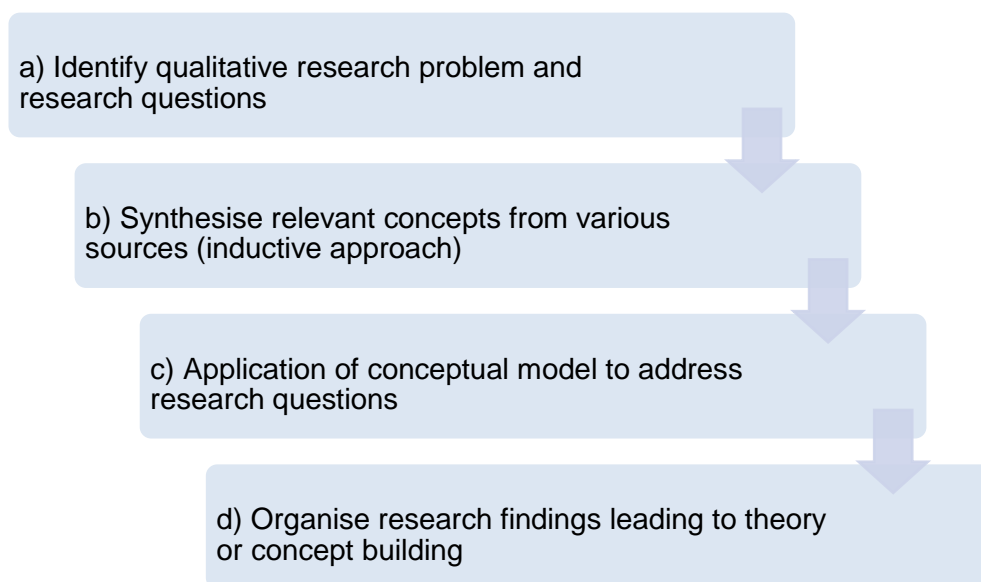 a) Identify qualitative research problem and
research questions
b) Synthesise relevant concepts from various
sources (inductive approach)
c) Application of conceptual model to address
research questions
d) Organise research findings leading to theory
or concept building